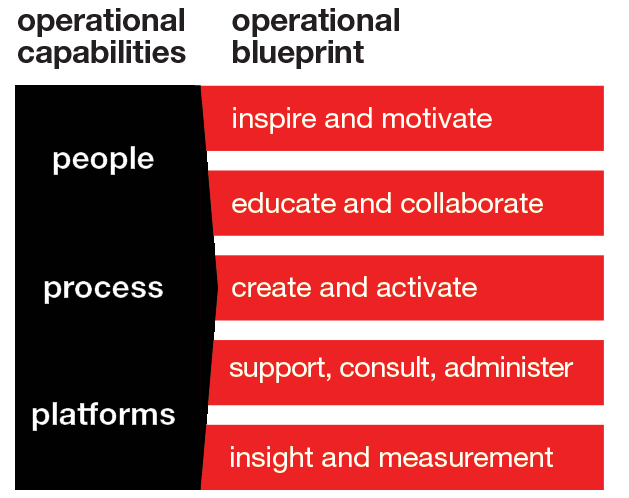 operational
capabilities
operational
blueprint
people
process
platforms
inspire and motivate
educate and collaborate
create and activate
support, consult, administer
insight and measurement